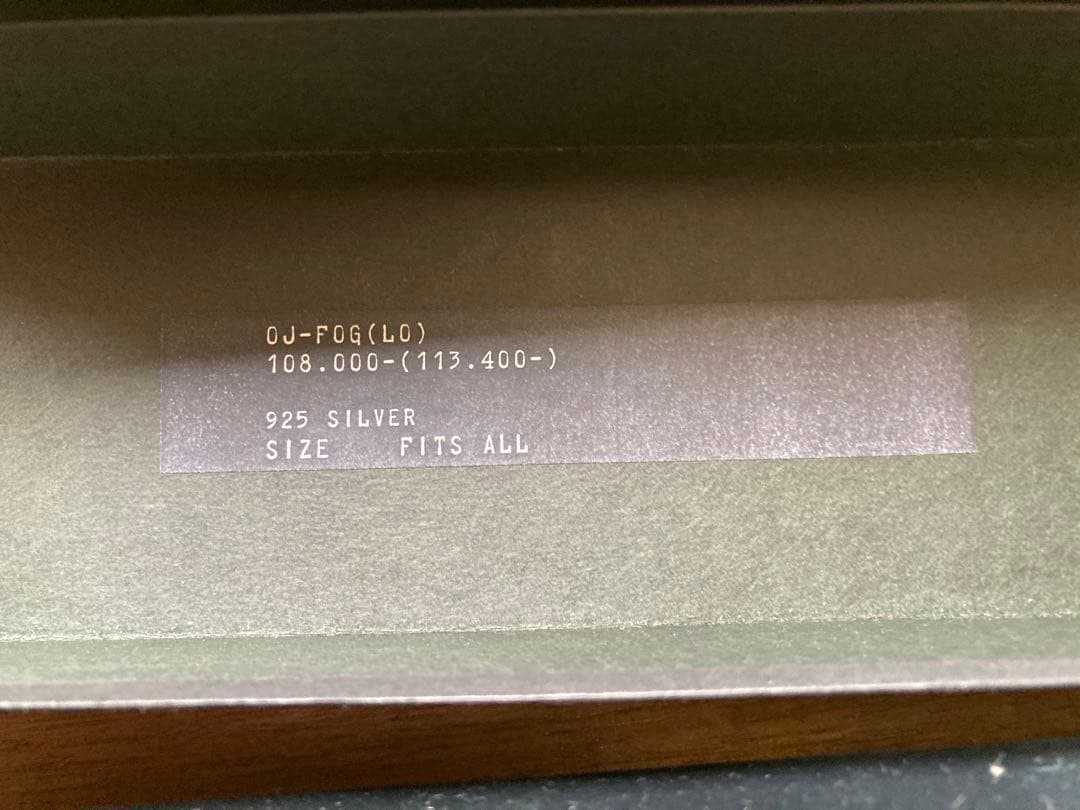 OJ-FOG(LO)
108.000-(113.400-)
925 SILVER
SIZE FITS ALL